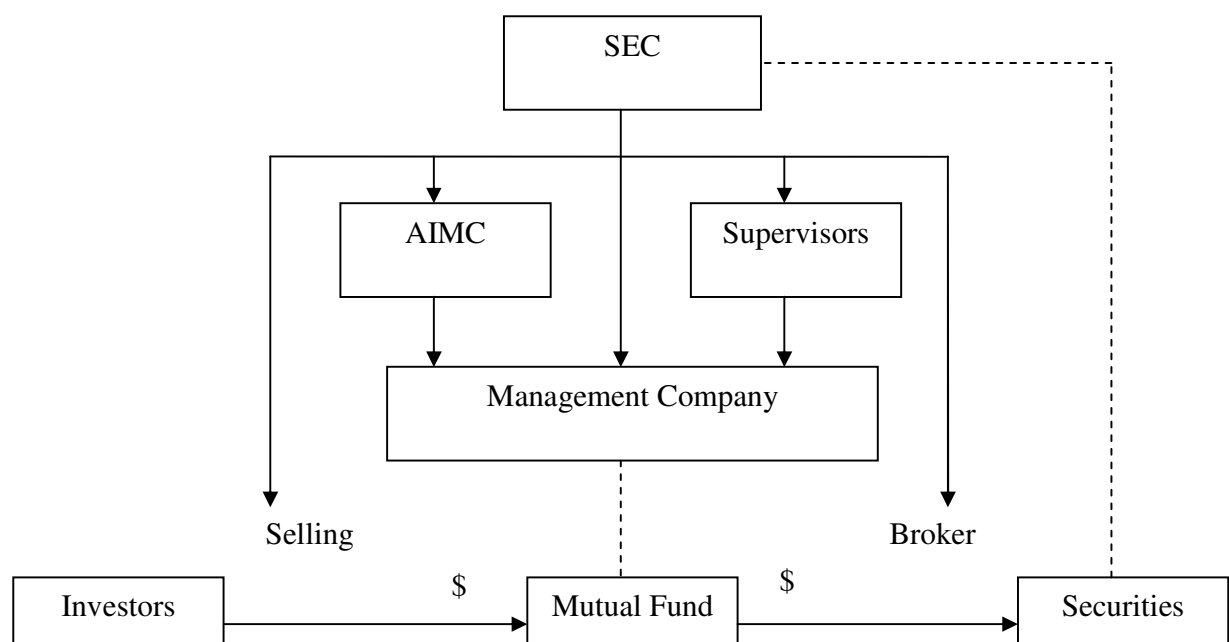 SEC
AIMC
Supervisors
Management Company
Selling
Broker
$
$
Investors
Mutual Fund
Securities